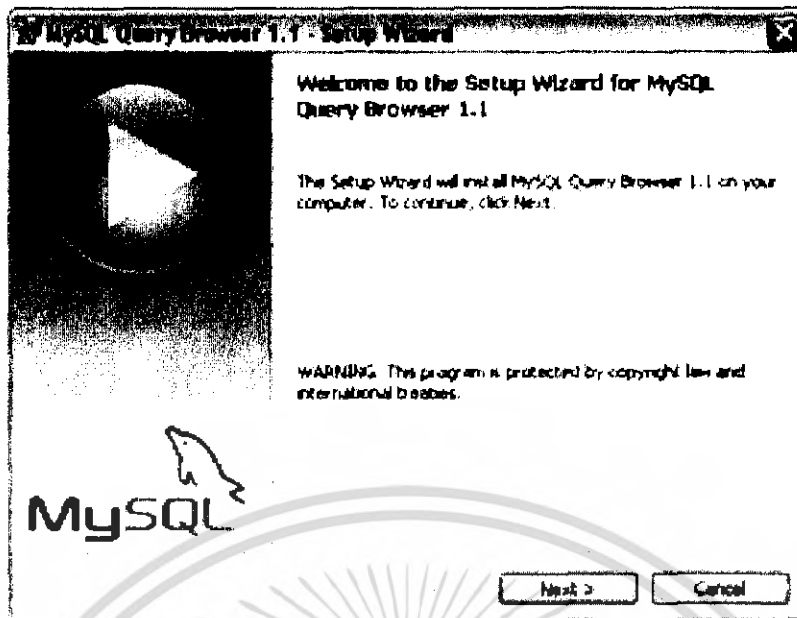 MySQL Query Browser 1.1 - Setup Wizard
Welcome to the Setup Wizard for MySQL
Query Browser 1.1
The Setup Wizard will install MySQL Query Browser 1.1 on your
computer. To continue, click Next.
WARNING: This program is protected by copyright law and
international treaties.
MySQL
Next >
Cancel